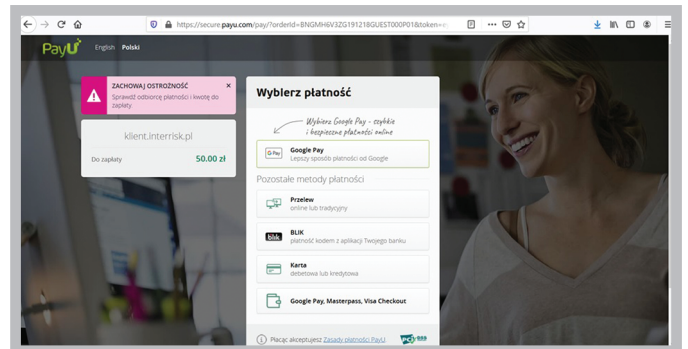 https://secure.payu.com/pay/?orderId=BNGMH6V3ZG191218GUEST000P01&token=e
PayU
English Polski
ZACHOWAJ OSTROŻNOŚĆ
Sprawdź odbiorcę płatności i kwotę do
zapłaty
klient.interrisk.pl
Do zapłaty 50.00 zł
Wybierz płatność
Wybierz Google Pay - szybkie
i bezpieczne płatności online
G Pay
Google Pay
Lepszy sposób płatności od Google
Pozostałe metody płatności
Przelew
online lub tradycyjny
blik
BLIK
płatność kodem z aplikacji Twojego banku
Karta
debetowa lub kredytowa
Google Pay, Masterpass, Visa Checkout
Płacąc akceptujesz Zasady płatności PayU